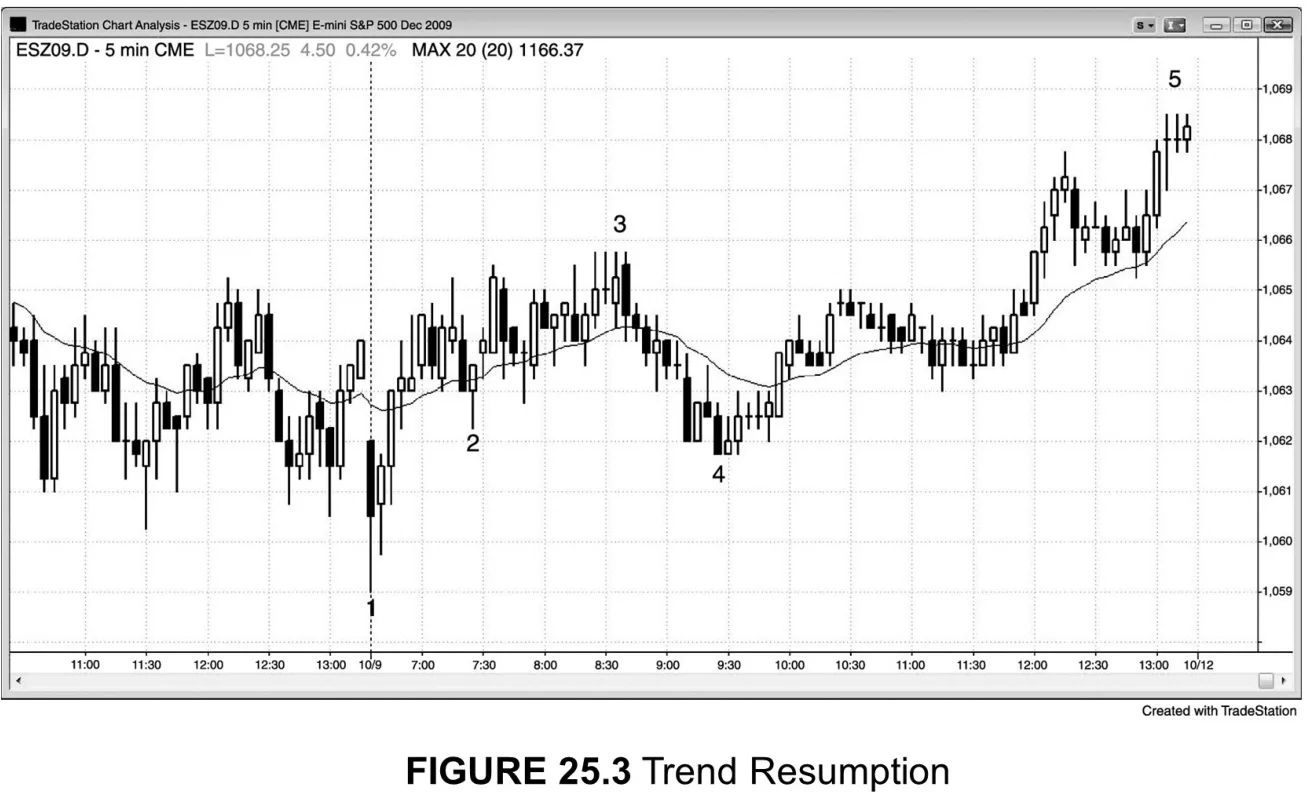 TradeStation Chart Analysis - ESZ09.D 5 min [CME] E-mini S&P 500 Dec 2009
S
I
ESZ09.D - 5 min CME L=1068.25 4.50 0.42% MAX 20 (20) 1166.37
5
1,069
1,068
1,067
3
1,066
1,065
1,064
1,063
2
1,062
4
1,061
1,060
1,059
1
11:00 11:30 12:00 12:30 13:00 10/9 7:00 7:30 8:00 8:30 9:00 9:30 10:00 10:30 11:00 11:30 12:00 12:30 13:00 10/12
Created with TradeStation
FIGURE 25.3 Trend Resumption